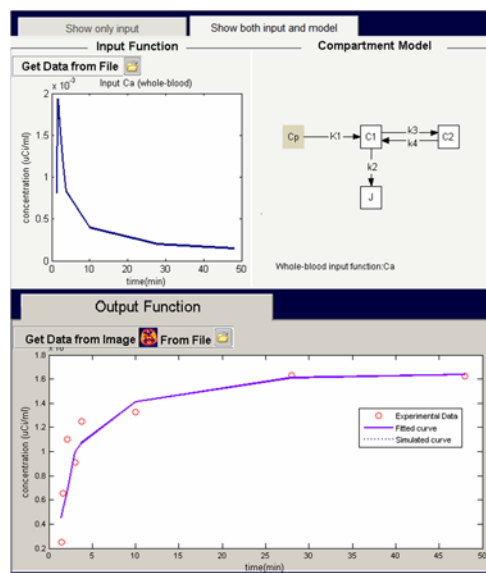 Show only input
Show both input and model
Input Function
Compartment Model
Get Data from File
x 10⁻³
Input Ca (whole-blood)
2
1.5
1
0.5
0
0
10
20
30
40
50
concentration (uCi/ml)
time(min)
Cp
K1
C1
k3
k4
C2
k2
J
Whole-blood input function:Ca
Output Function
Get Data from Image
From File
1.8
1.6
1.4
1.2
1
0.8
0.6
0.4
0.2
0
5
10
15
20
25
30
35
40
45
50
concentration (uCi/ml)
time(min)
Experimental Data
Fitted curve
Simulated curve